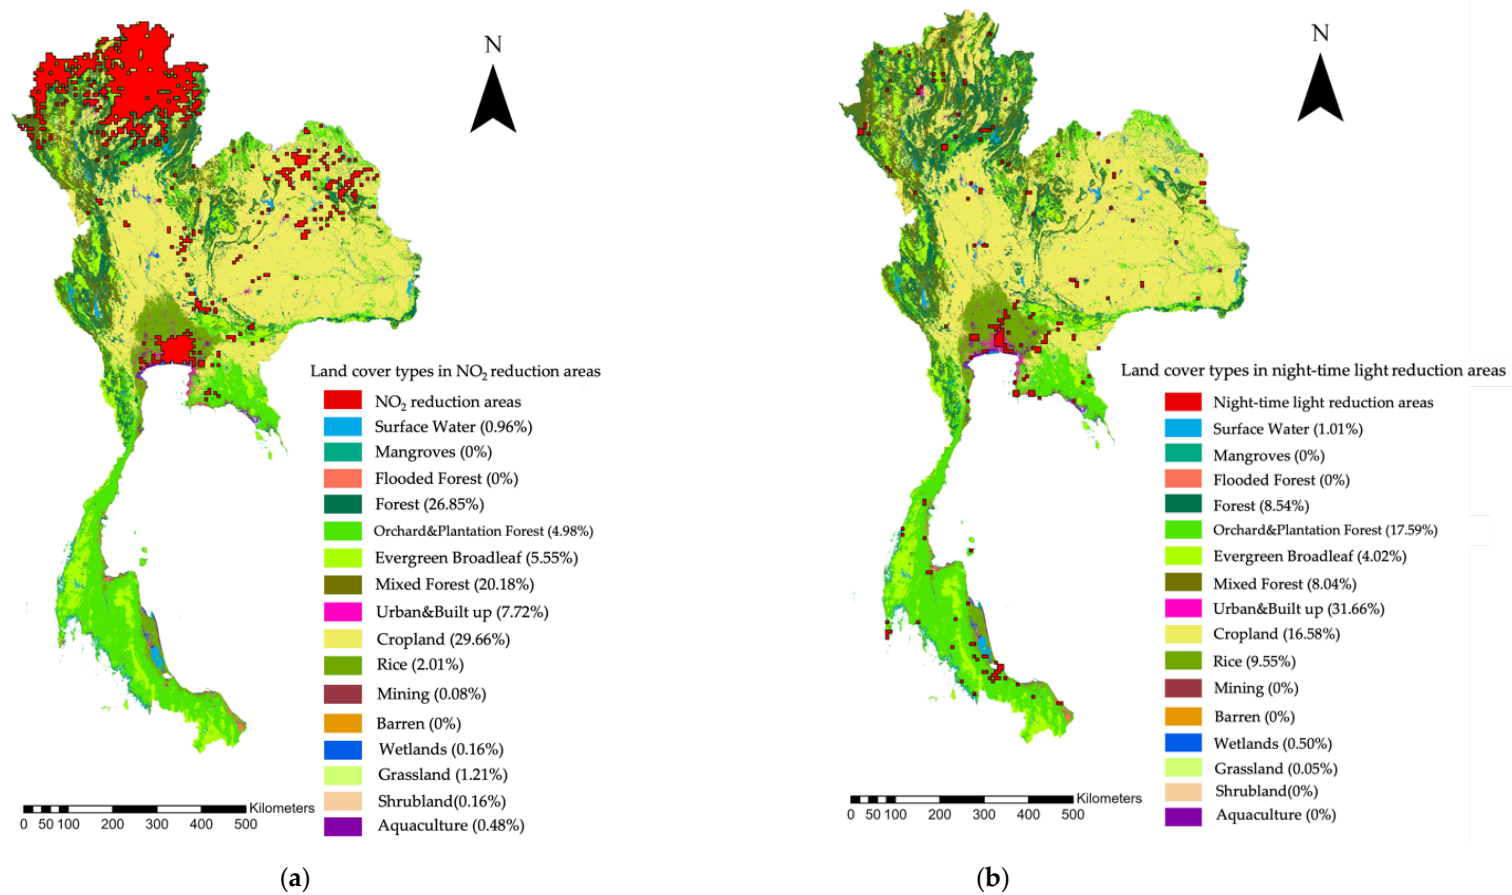 N
Land cover types in NO₂ reduction areas
NO₂ reduction areas
Surface Water (0.96%)
Mangroves (0%)
Flooded Forest (0%)
Forest (26.85%)
Orchard&Plantation Forest (4.98%)
Evergreen Broadleaf (5.55%)
Mixed Forest (20.18%)
Urban&Built up (7.72%)
Cropland (29.66%)
Rice (2.01%)
Mining (0.08%)
Barren (0%)
Wetlands (0.16%)
Grassland (1.21%)
Shrubland(0.16%)
Aquaculture (0.48%)
Kilometers
0 50 100 200 300 400 500
(a)
N
Land cover types in night-time light reduction areas
Night-time light reduction areas
Surface Water (1.01%)
Mangroves (0%)
Flooded Forest (0%)
Forest (8.54%)
Orchard&Plantation Forest (17.59%)
Evergreen Broadleaf (4.02%)
Mixed Forest (8.04%)
Urban&Built up (31.66%)
Cropland (16.58%)
Rice (9.55%)
Mining (0%)
Barren (0%)
Wetlands (0.50%)
Grassland (0.05%)
Shrubland(0%)
Aquaculture (0%)
Kilometers
0 50 100 200 300 400 500
(b)